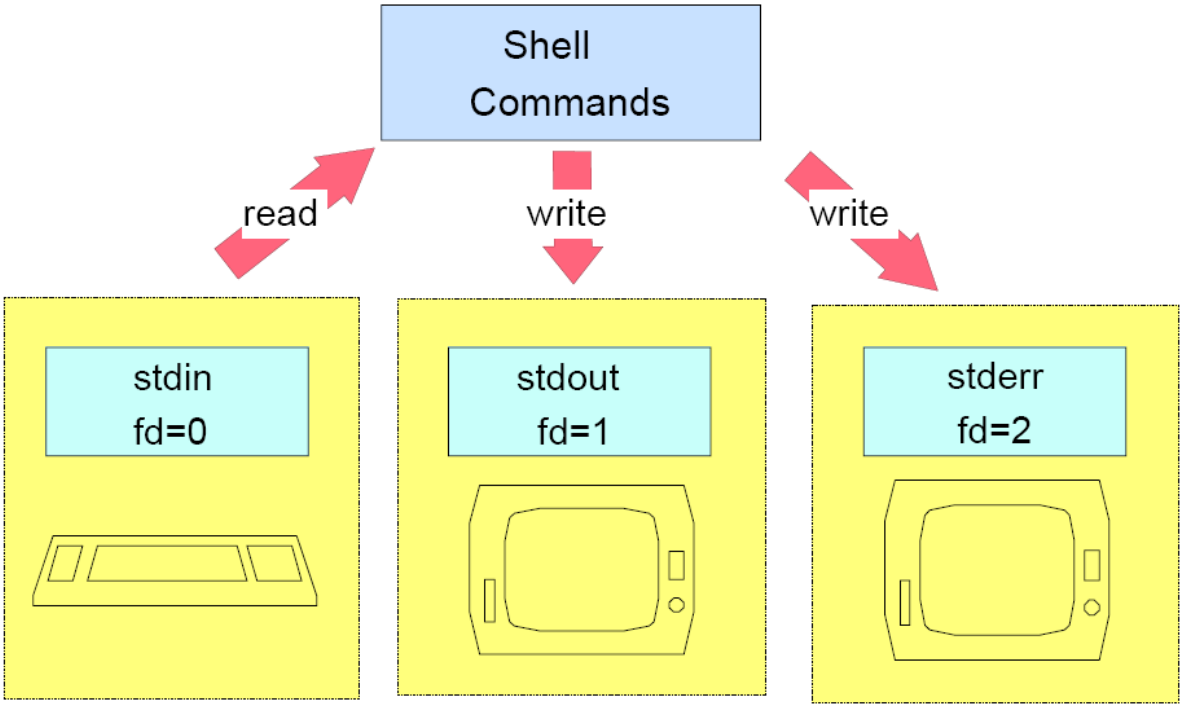 Shell
Commands
read
write
write
stdin
fd=0
stdout
fd=1
stderr
fd=2